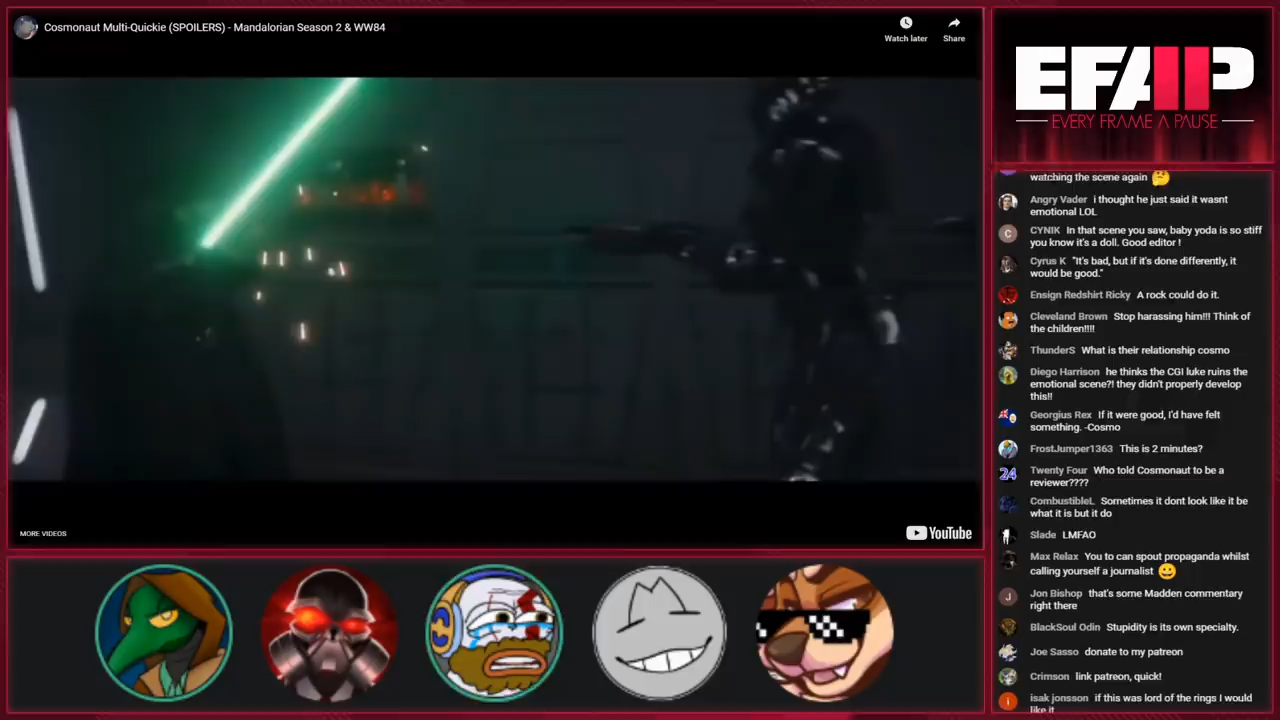 Cosmonaut Multi-Quickie (SPOILERS) - Mandalorian Season 2 & WW84
Watch later
Share
MORE VIDEOS
YouTube
EFAP
EVERY FRAME A PAUSE
watching the scene again 🤔
Angry Vader i thought he just said it wasnt
emotional LOL
C
CYNIK In that scene you saw, baby yoda is so stiff
you know it's a doll. Good editor !
Cyrus K "It's bad, but if it's done differently, it
would be good."
Ensign Redshirt Ricky A rock could do it.
Cleveland Brown Stop harassing him!!! Think of
the children!!!!
ThunderS What is their relationship cosmo
Diego Harrison he thinks the CGI luke ruins the
emotional scene?! they didn't properly develop
this!!
Georgius Rex If it were good, I'd have felt
something. -Cosmo
FrostJumper1363 This is 2 minutes?
24
Twenty Four Who told Cosmonaut to be a
reviewer????
CombustibleL Sometimes it dont look like it be
what it is but it do
Slade LMFAO
Max Relax You to can spout propaganda whilst
calling yourself a journalist 😀
J
Jon Bishop that's some Madden commentary
right there
BlackSoul Odin Stupidity is its own specialty.
Joe Sasso donate to my patreon
Crimson link patreon, quick!
i
isak jonsson if this was lord of the rings I would
like it